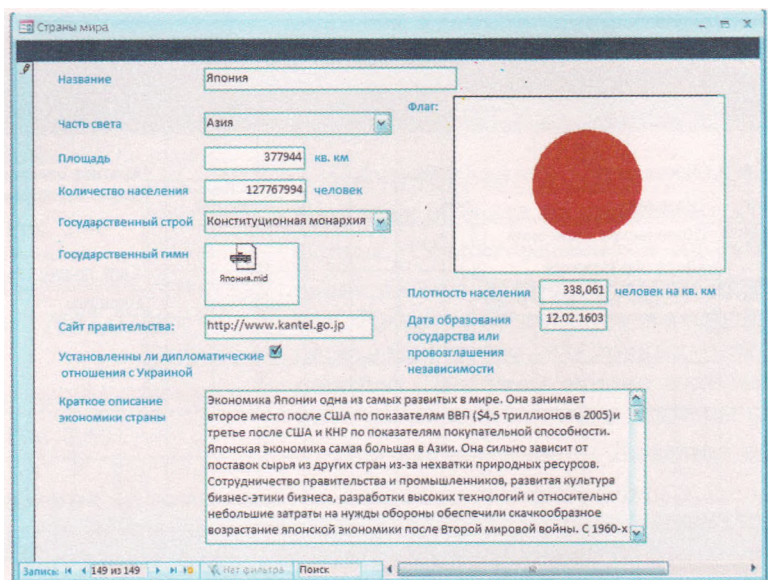 Страны мира
Название
Япония
Флаг:
Часть света
Азия
Площадь
377944 кв. км
Количество населения
127767994 человек
Государственный строй
Конституционная монархия
Государственный гимн
Япония.mid
Плотность населения
338,061 человек на кв. км
Сайт правительства:
http://www.kantel.go.jp
Дата образования
государства или
провозглашения
независимости
12.02.1603
Установленны ли дипломатические
отношения с Украиной
Краткое описание
экономики страны
Экономика Японии одна из самых развитых в мире. Она занимает
второе место после США по показателям ВВП ($4,5 триллионов в 2005)и
третье после США и КНР по показателям покупательной способности.
Японская экономика самая большая в Азии. Она сильно зависит от
поставок сырья из других стран из-за нехватки природных ресурсов.
Сотрудничество правительства и промышленников, развитая культура
бизнес-этики бизнеса, разработки высоких технологий и относительно
небольшие затраты на нужды обороны обеспечили скачкообразное
возрастание японской экономики после Второй мировой войны. С 1960-х
Запись: 149 из 149 Нет фильтра Поиск